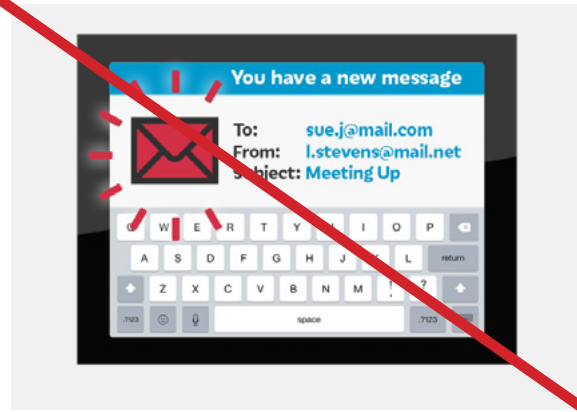 You have a new message
To: sue.j@mail.com
From: l.stevens@mail.net
Subject: Meeting Up
Q W E R T Y U I O P
A S D F G H J K L return
Z X C V B N M ! , ? .
.?123 space .?123